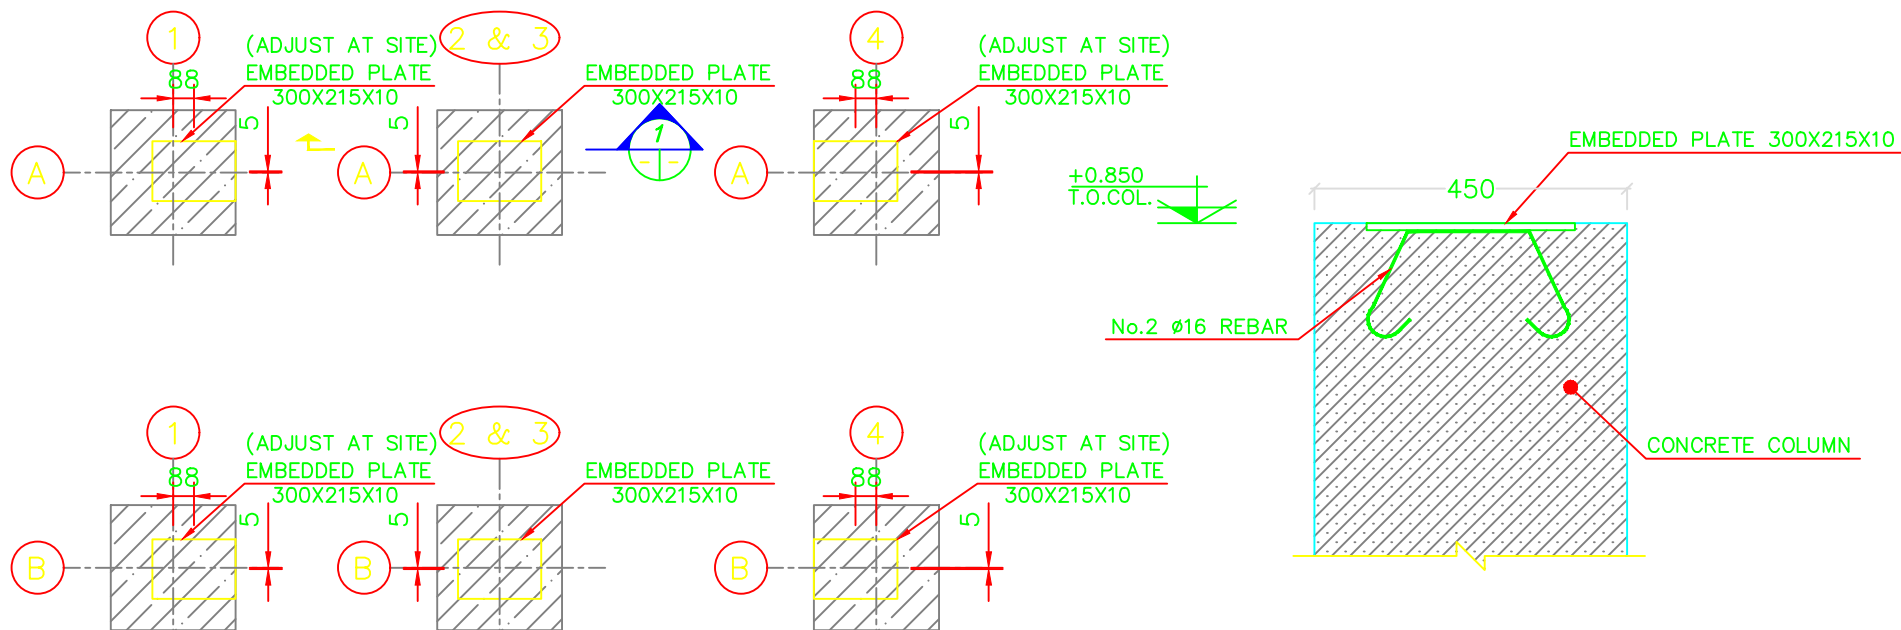 1
(ADJUST AT SITE)
EMBEDDED PLATE
300X215X10
88
5
A
2 & 3
EMBEDDED PLATE
300X215X10
5
A
1
- -
4
(ADJUST AT SITE)
EMBEDDED PLATE
300X215X10
88
5
A
+0.850
T.O.COL.
EMBEDDED PLATE 300X215X10
450
No.2 ø16 REBAR
CONCRETE COLUMN
1
(ADJUST AT SITE)
EMBEDDED PLATE
300X215X10
88
5
B
2 & 3
EMBEDDED PLATE
300X215X10
5
B
4
(ADJUST AT SITE)
EMBEDDED PLATE
300X215X10
88
5
B